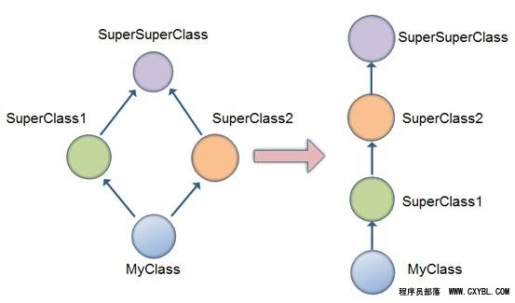 SuperSuperClass
SuperClass1
SuperClass2
MyClass
SuperSuperClass
SuperClass2
SuperClass1
MyClass
程序员部落 WWW.CXYBL.COM